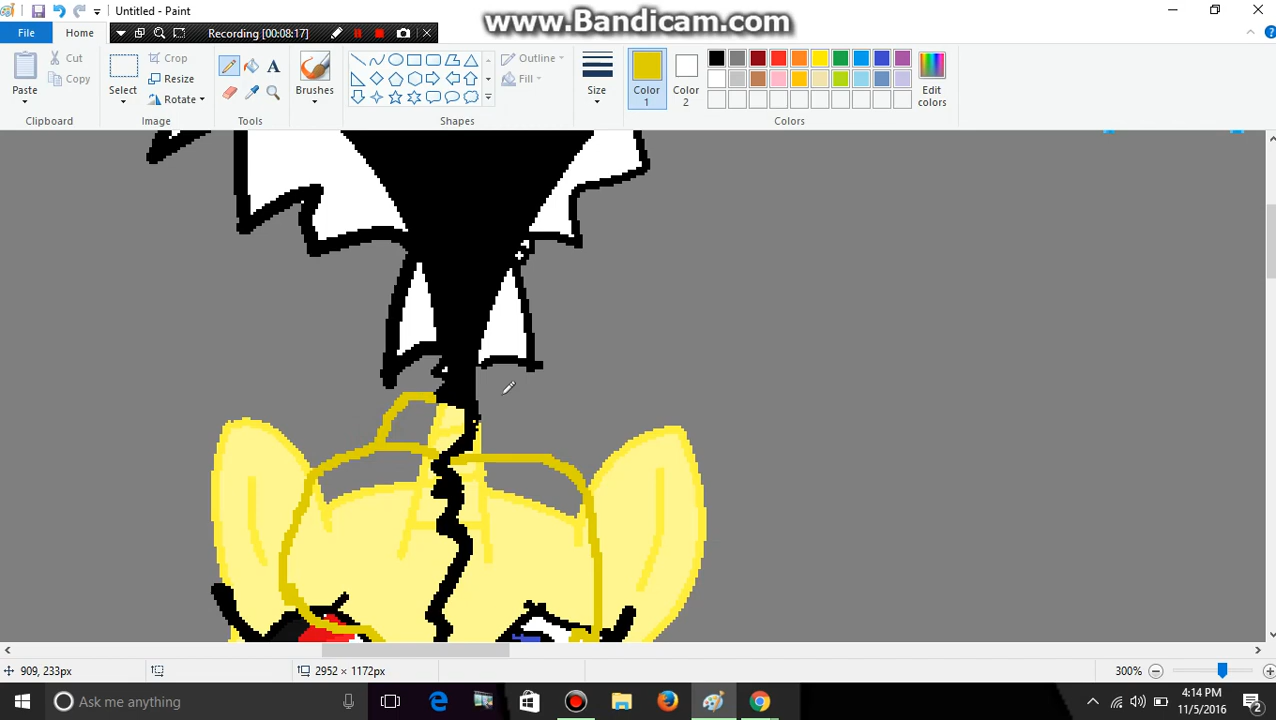 www.Bandicam.com
Untitled - Paint
Recording [00:08:17]
File
Home
Paste
Cut
Copy
Clipboard
Select
Crop
Resize
Rotate
Image
A
Tools
Brushes
Outline
Fill
Shapes
Size
Color 1
Color 2
Edit colors
Colors
909, 233px
2952 × 1172px
300%
Ask me anything
4:14 PM
11/5/2016
2